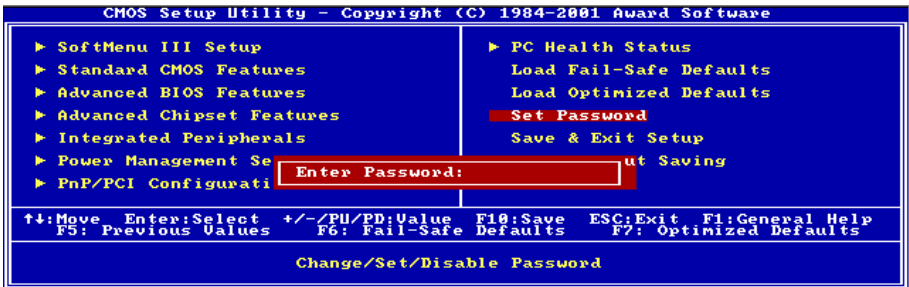 CMOS Setup Utility - Copyright (C) 1984-2001 Award Software
► SoftMenu III Setup
► Standard CMOS Features
► Advanced BIOS Features
► Advanced Chipset Features
► Integrated Peripherals
► Power Management Se
► PnP/PCI Configurati
► PC Health Status
Load Fail-Safe Defaults
Load Optimized Defaults
Set Password
Save & Exit Setup
ut Saving
Enter Password:
↑↓:Move Enter:Select +/-/PU/PD:Value F10:Save ESC:Exit F1:General Help
F5: Previous Values F6: Fail-Safe Defaults F7: Optimized Defaults
Change/Set/Disable Password